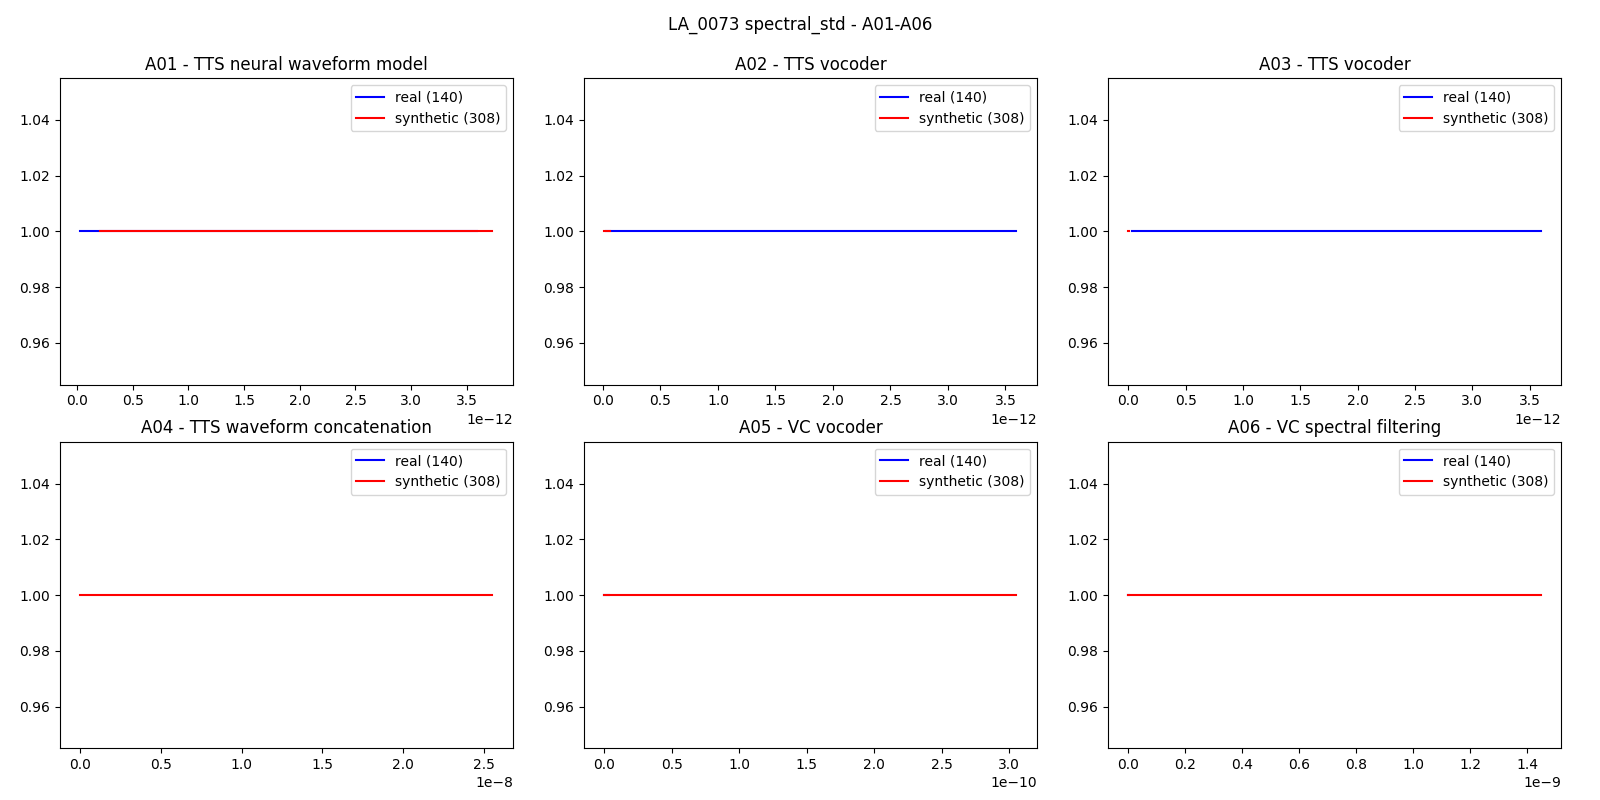 LA_0073 spectral_std - A01-A06
A01 - TTS neural waveform model
real (140)
synthetic (308)
1.04
1.02
1.00
0.98
0.96
0.0 0.5 1.0 1.5 2.0 2.5 3.0 3.5
1e−12
A02 - TTS vocoder
real (140)
synthetic (308)
1.04
1.02
1.00
0.98
0.96
0.0 0.5 1.0 1.5 2.0 2.5 3.0 3.5
1e−12
A03 - TTS vocoder
real (140)
synthetic (308)
1.04
1.02
1.00
0.98
0.96
0.0 0.5 1.0 1.5 2.0 2.5 3.0 3.5
1e−12
A04 - TTS waveform concatenation
real (140)
synthetic (308)
1.04
1.02
1.00
0.98
0.96
0.0 0.5 1.0 1.5 2.0 2.5
1e−8
A05 - VC vocoder
real (140)
synthetic (308)
1.04
1.02
1.00
0.98
0.96
0.0 0.5 1.0 1.5 2.0 2.5 3.0
1e−10
A06 - VC spectral filtering
real (140)
synthetic (308)
1.04
1.02
1.00
0.98
0.96
0.0 0.2 0.4 0.6 0.8 1.0 1.2 1.4
1e−9